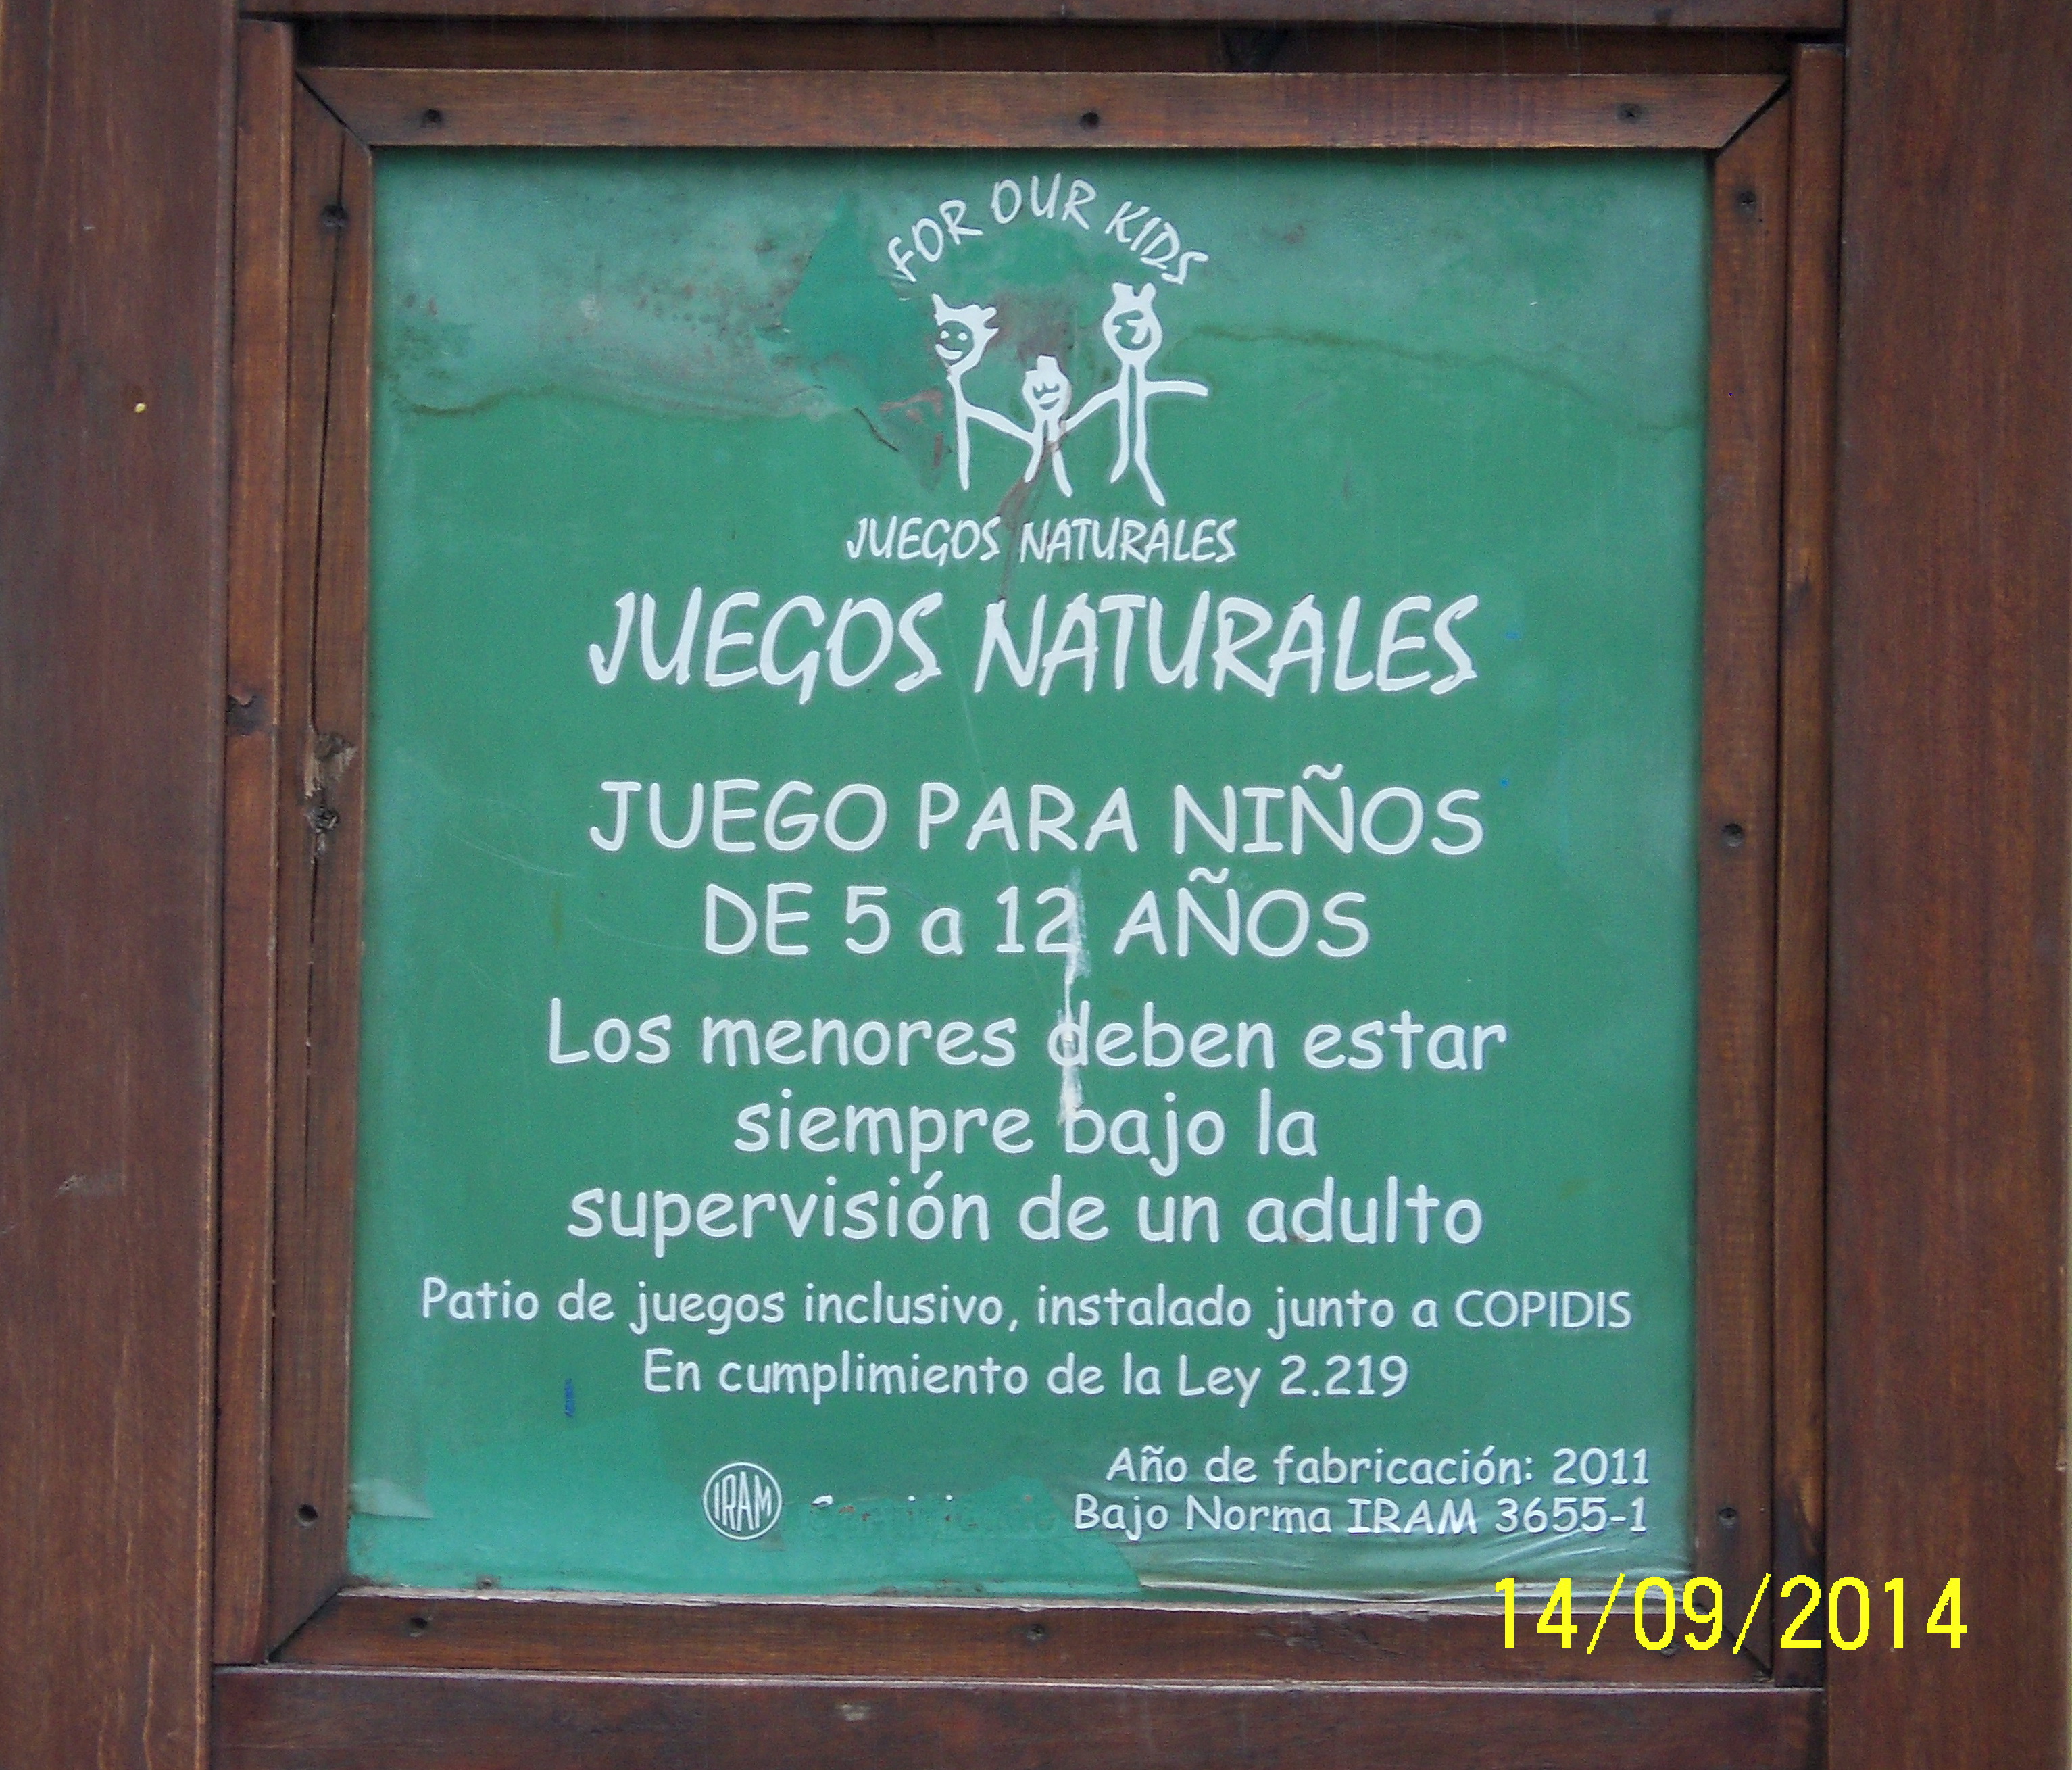 FOR OUR KIDS
JUEGOS NATURALES
JUEGOS NATURALES
JUEGO PARA NIÑOS
DE 5 a 12 AÑOS
Los menores deben estar
siempre bajo la
supervisión de un adulto
Patio de juegos inclusivo, instalado junto a COPIDIS
En cumplimiento de la Ley 2.219
Año de fabricación: 2011
IRAM
Bajo Norma IRAM 3655-1
14/09/2014